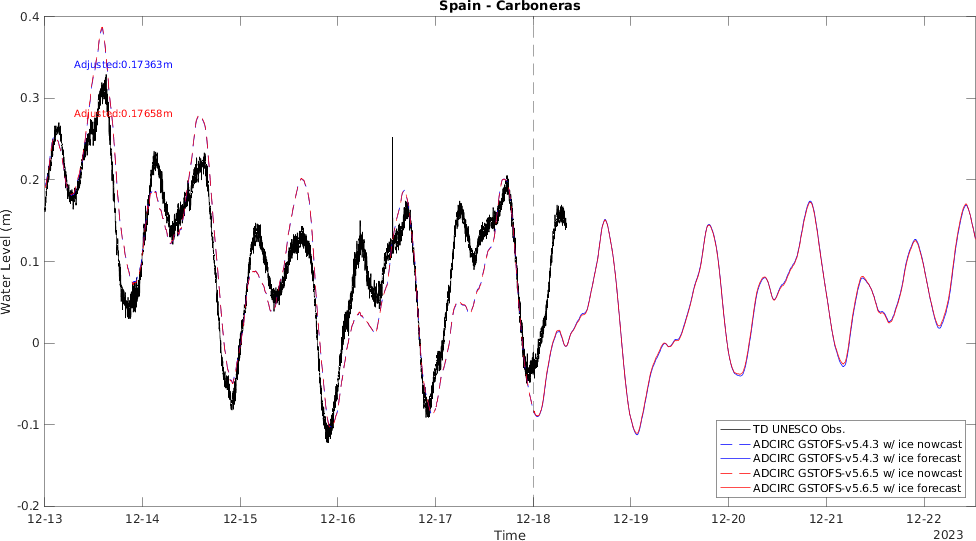 Spain - Carboneras
0.4
0.3
0.2
0.1
0
-0.1
-0.2
Water Level (m)
Adjusted:0.17363m
Adjusted:0.17658m
TD UNESCO Obs.
ADCIRC GSTOFS-v5.4.3 w/ ice nowcast
ADCIRC GSTOFS-v5.4.3 w/ ice forecast
ADCIRC GSTOFS-v5.6.5 w/ ice nowcast
ADCIRC GSTOFS-v5.6.5 w/ ice forecast
12-13 12-14 12-15 12-16 12-17 12-18 12-19 12-20 12-21 12-22
Time
2023